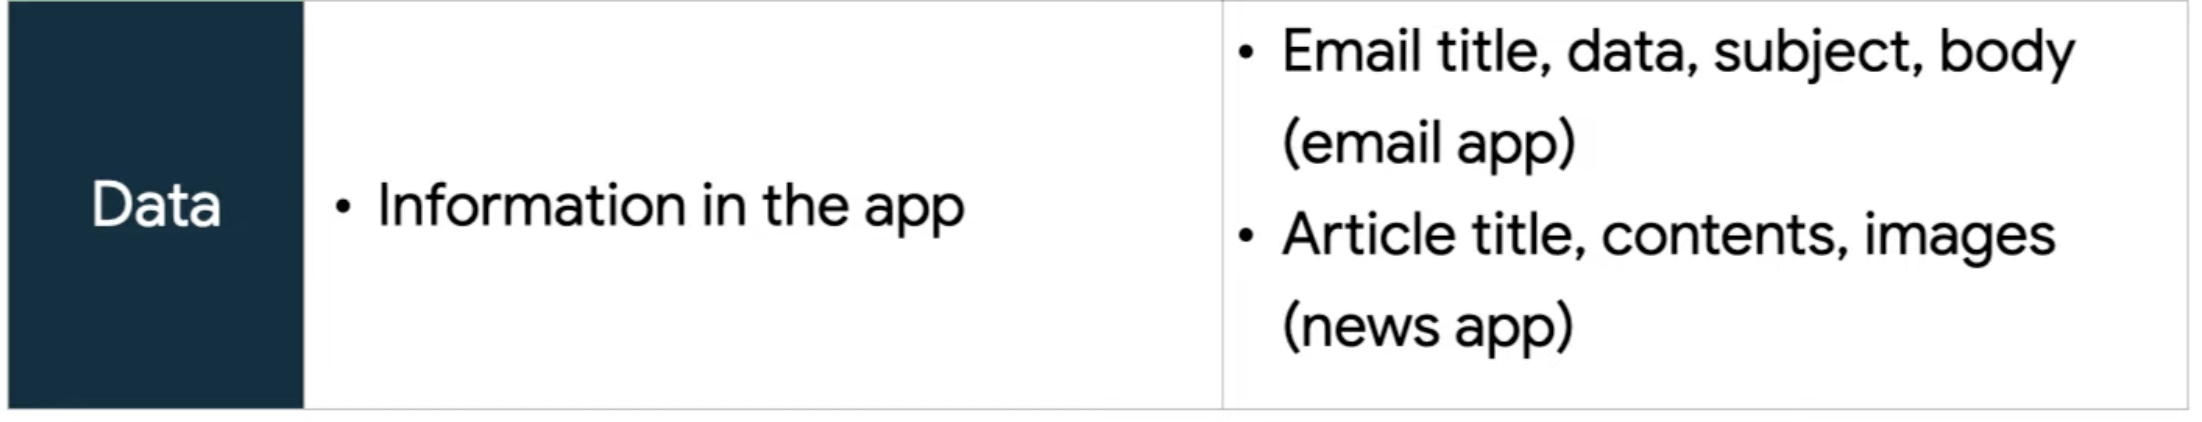 Data
• Information in the app
• Email title, data, subject, body
(email app)
• Article title, contents, images
(news app)